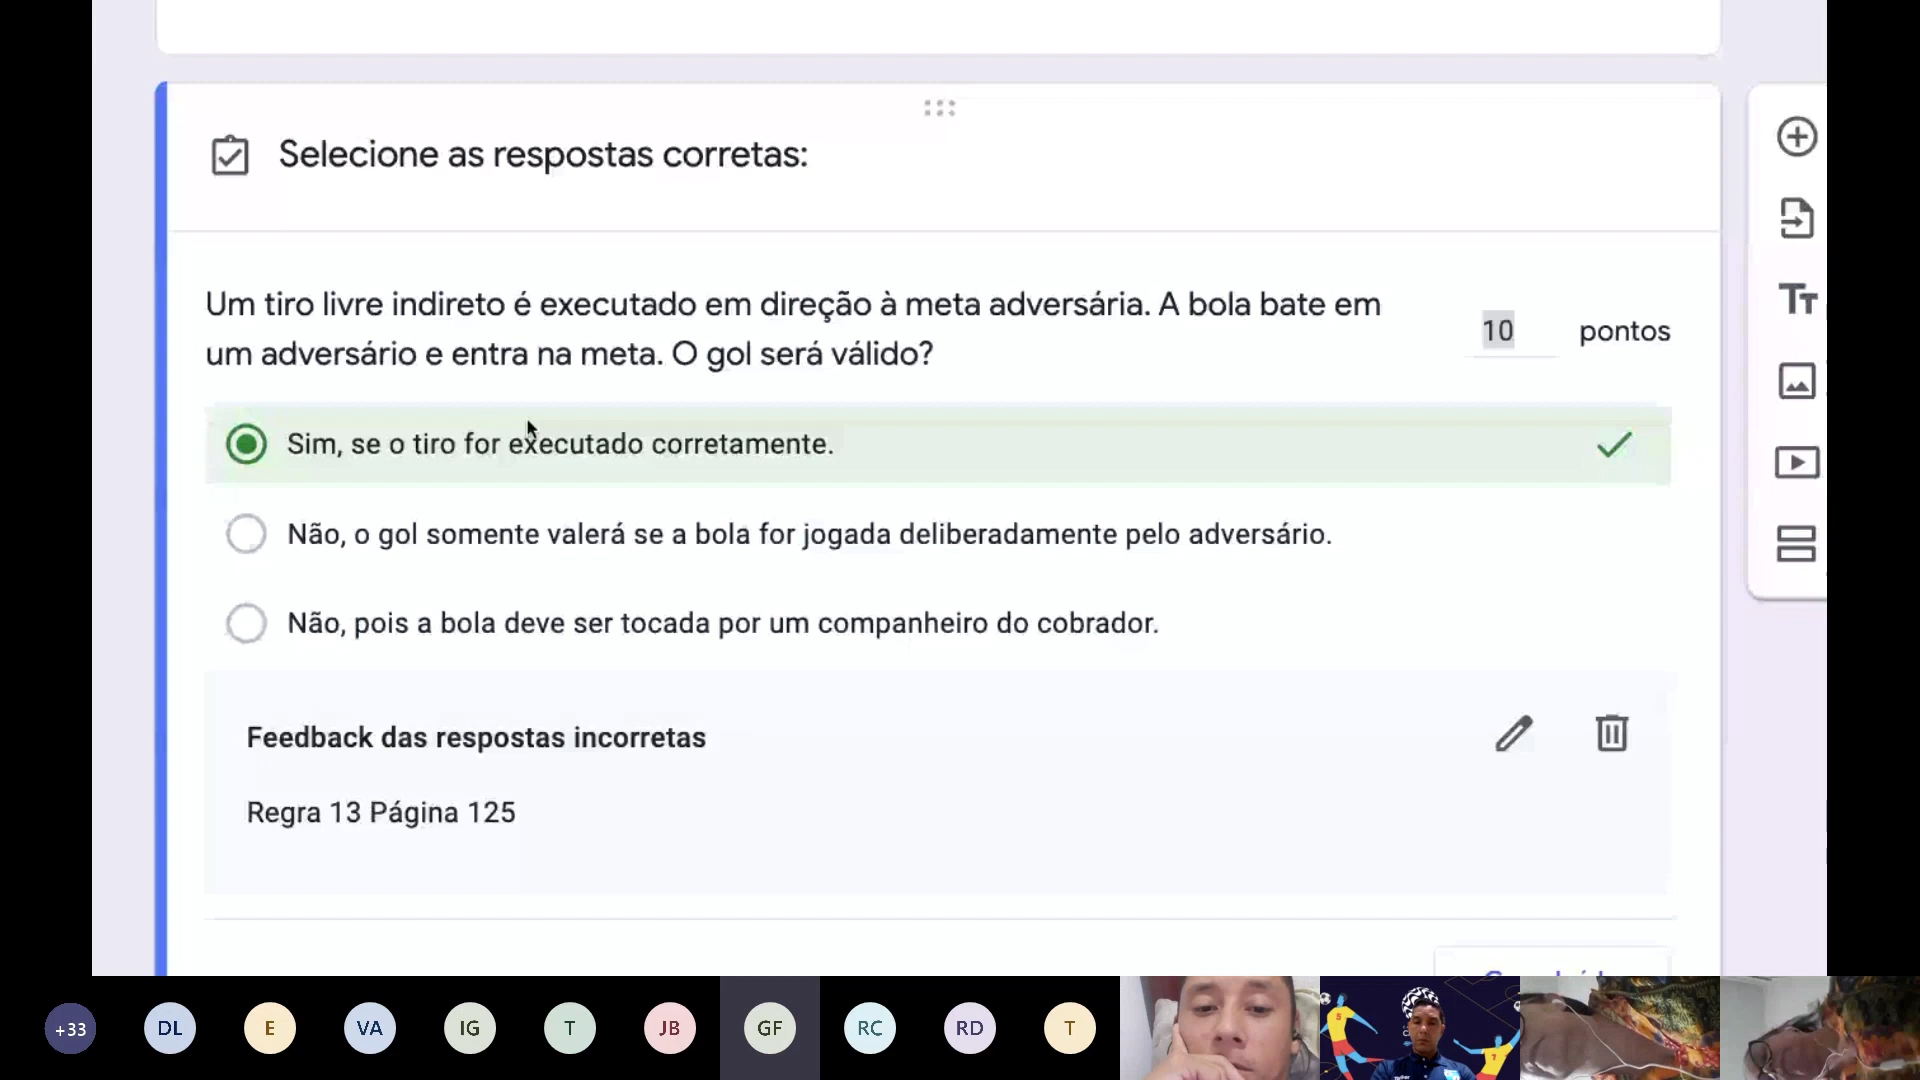 Selecione as respostas corretas:
Um tiro livre indireto é executado em direção à meta adversária. A bola bate em
um adversário e entra na meta. O gol será válido?
10 pontos
Sim, se o tiro for executado corretamente.
Não, o gol somente valerá se a bola for jogada deliberadamente pelo adversário.
Não, pois a bola deve ser tocada por um companheiro do cobrador.
Feedback das respostas incorretas
Regra 13 Página 125
+33 DL E VA IG T JB GF RC RD T